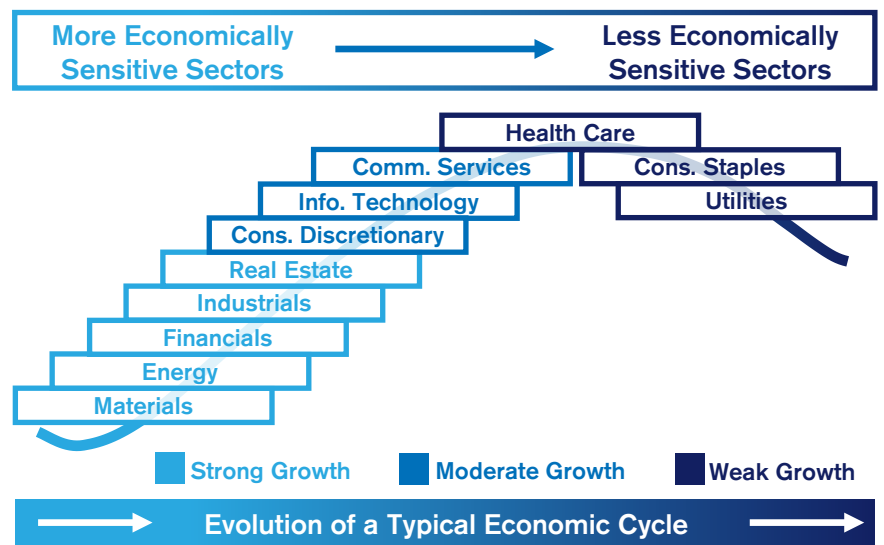 More Economically
Sensitive Sectors
Less Economically
Sensitive Sectors
Health Care
Comm. Services
Cons. Staples
Info. Technology
Utilities
Cons. Discretionary
Real Estate
Industrials
Financials
Energy
Materials
Strong Growth
Moderate Growth
Weak Growth
Evolution of a Typical Economic Cycle